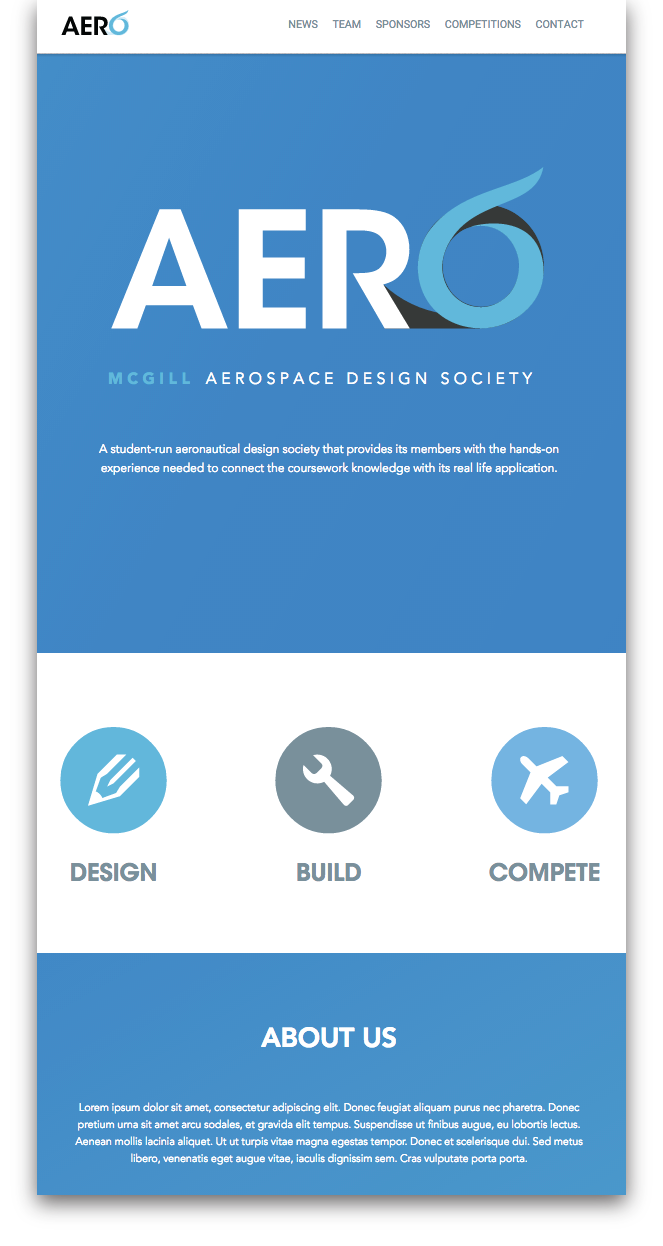 AERO
NEWS TEAM SPONSORS COMPETITIONS CONTACT
AERO
MCGILL AEROSPACE DESIGN SOCIETY
A student-run aeronautical design society that provides its members with the hands-on
experience needed to connect the coursework knowledge with its real life application.
DESIGN BUILD COMPETE
ABOUT US
Lorem ipsum dolor sit amet, consectetur adipiscing elit. Donec feugiat aliquam purus nec pharetra. Donec
pretium urna sit amet arcu sodales, et gravida elit tempus. Suspendisse ut finibus augue, eu lobortis lectus.
Aenean mollis lacinia aliquet. Ut ut turpis vitae magna egestas tempor. Donec et scelerisque dui. Sed metus
libero, venenatis eget augue vitae, iaculis dignissim sem. Cras vulputate porta porta.